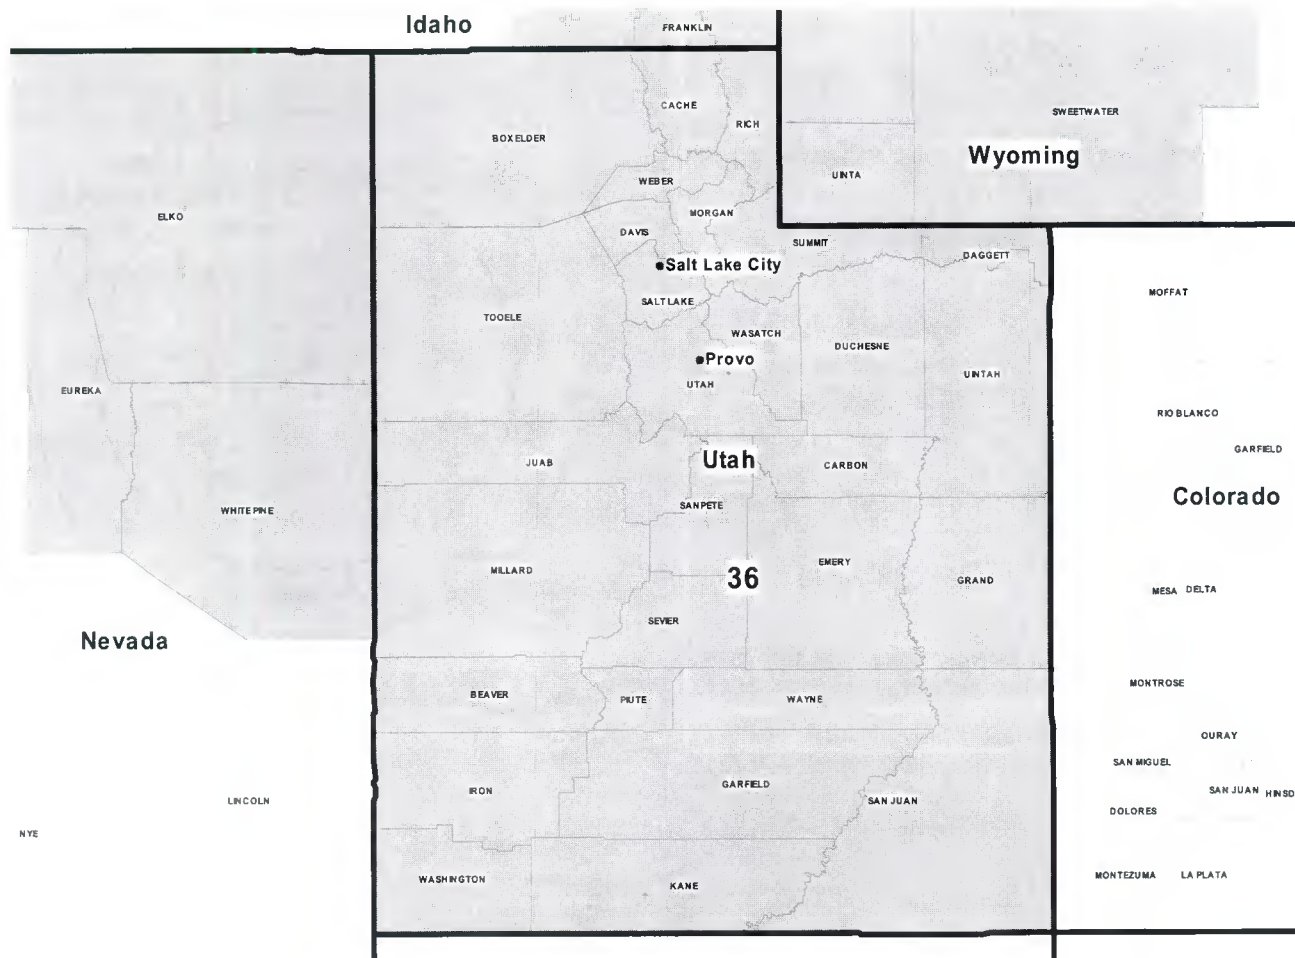 Idaho
FRANKLIN
CACHE
RICH
SWEETWATER
BOXELDER
Wyoming
WEBER
UINTA
ELKO
MORGAN
DAVIS
SUMMIT
DAGGETT
Salt Lake City
MOFFAT
SALT LAKE
TOOELE
WASATCH
DUCHESNE
Provo
UINTAH
UTAH
EUREKA
RIO BLANCO
GARFIELD
JUAB
Utah
CARBON
Colorado
SANPETE
WHITE PINE
EMERY
MILLARD
36
GRAND
MESA DELTA
SEVIER
Nevada
MONTROSE
BEAVER
PIUTE
WAYNE
OURAY
SAN MIGUEL
GARFIELD
IRON
SAN JUAN
HINSD
LINCOLN
SAN JUAN
DOLORES
NYE
MONTEZUMA
LA PLATA
WASHINGTON
KANE